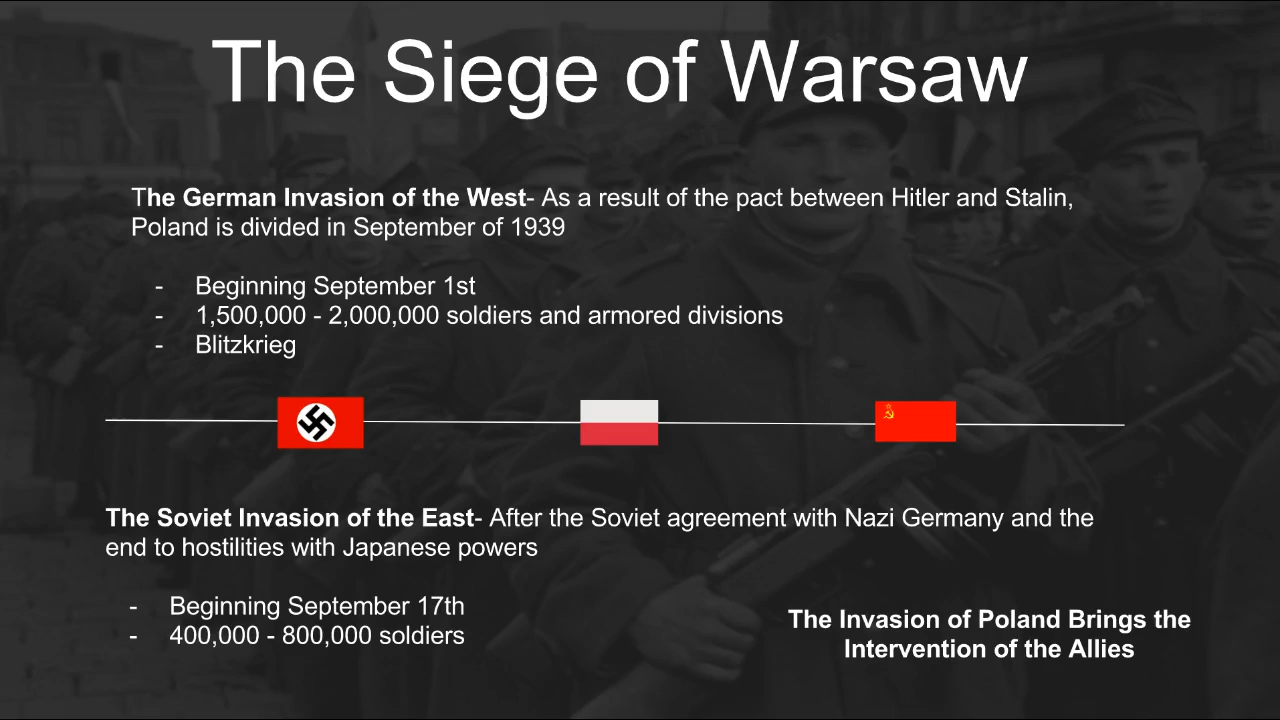 The Siege of Warsaw
The German Invasion of the West- As a result of the pact between Hitler and Stalin,
Poland is divided in September of 1939
- Beginning September 1st
- 1,500,000 - 2,000,000 soldiers and armored divisions
- Blitzkrieg
The Soviet Invasion of the East- After the Soviet agreement with Nazi Germany and the
end to hostilities with Japanese powers
- Beginning September 17th
- 400,000 - 800,000 soldiers
The Invasion of Poland Brings the
Intervention of the Allies